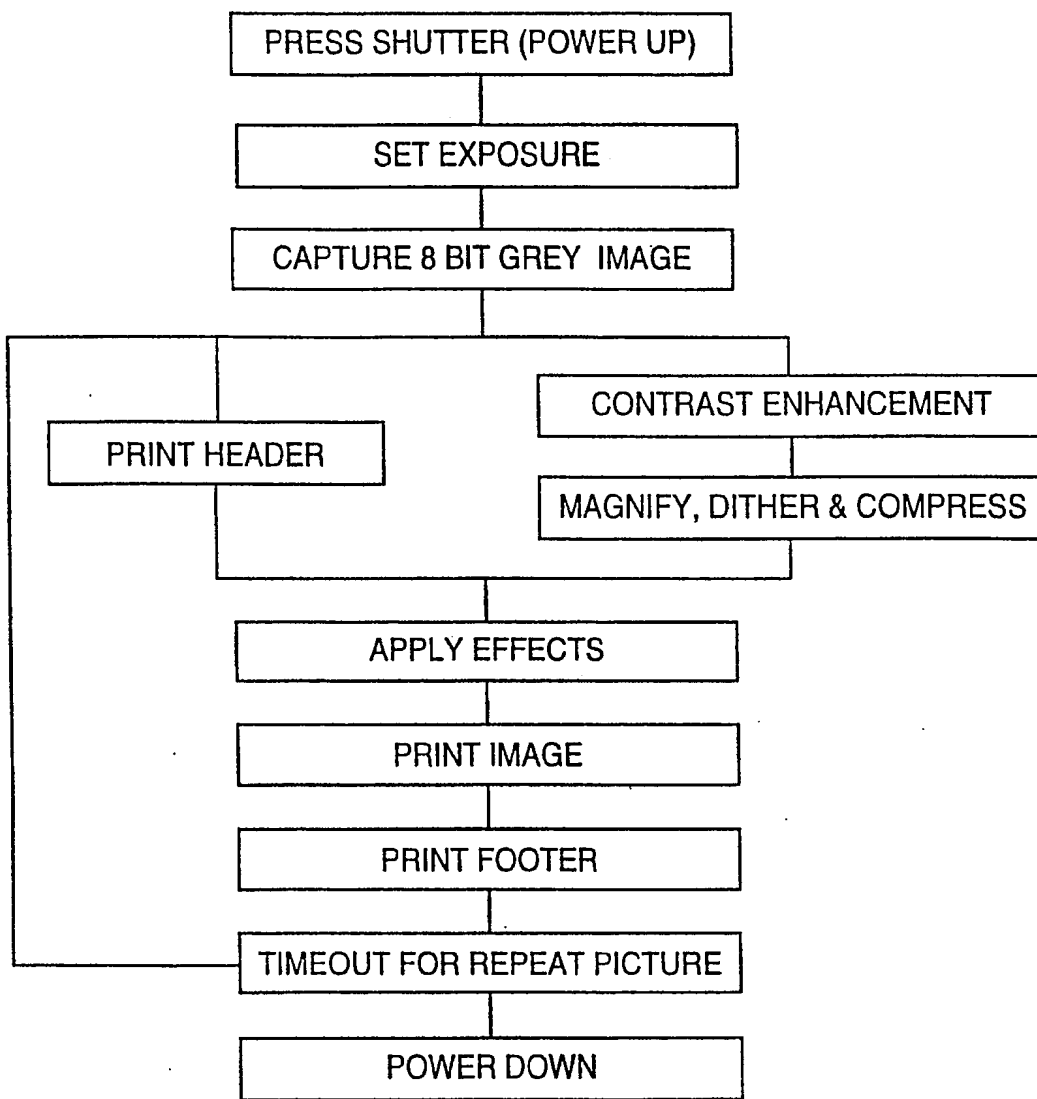 PRESS SHUTTER (POWER UP)
SET EXPOSURE
CAPTURE 8 BIT GREY IMAGE
CONTRAST ENHANCEMENT
PRINT HEADER
MAGNIFY, DITHER & COMPRESS
APPLY EFFECTS
PRINT IMAGE
PRINT FOOTER
TIMEOUT FOR REPEAT PICTURE
POWER DOWN